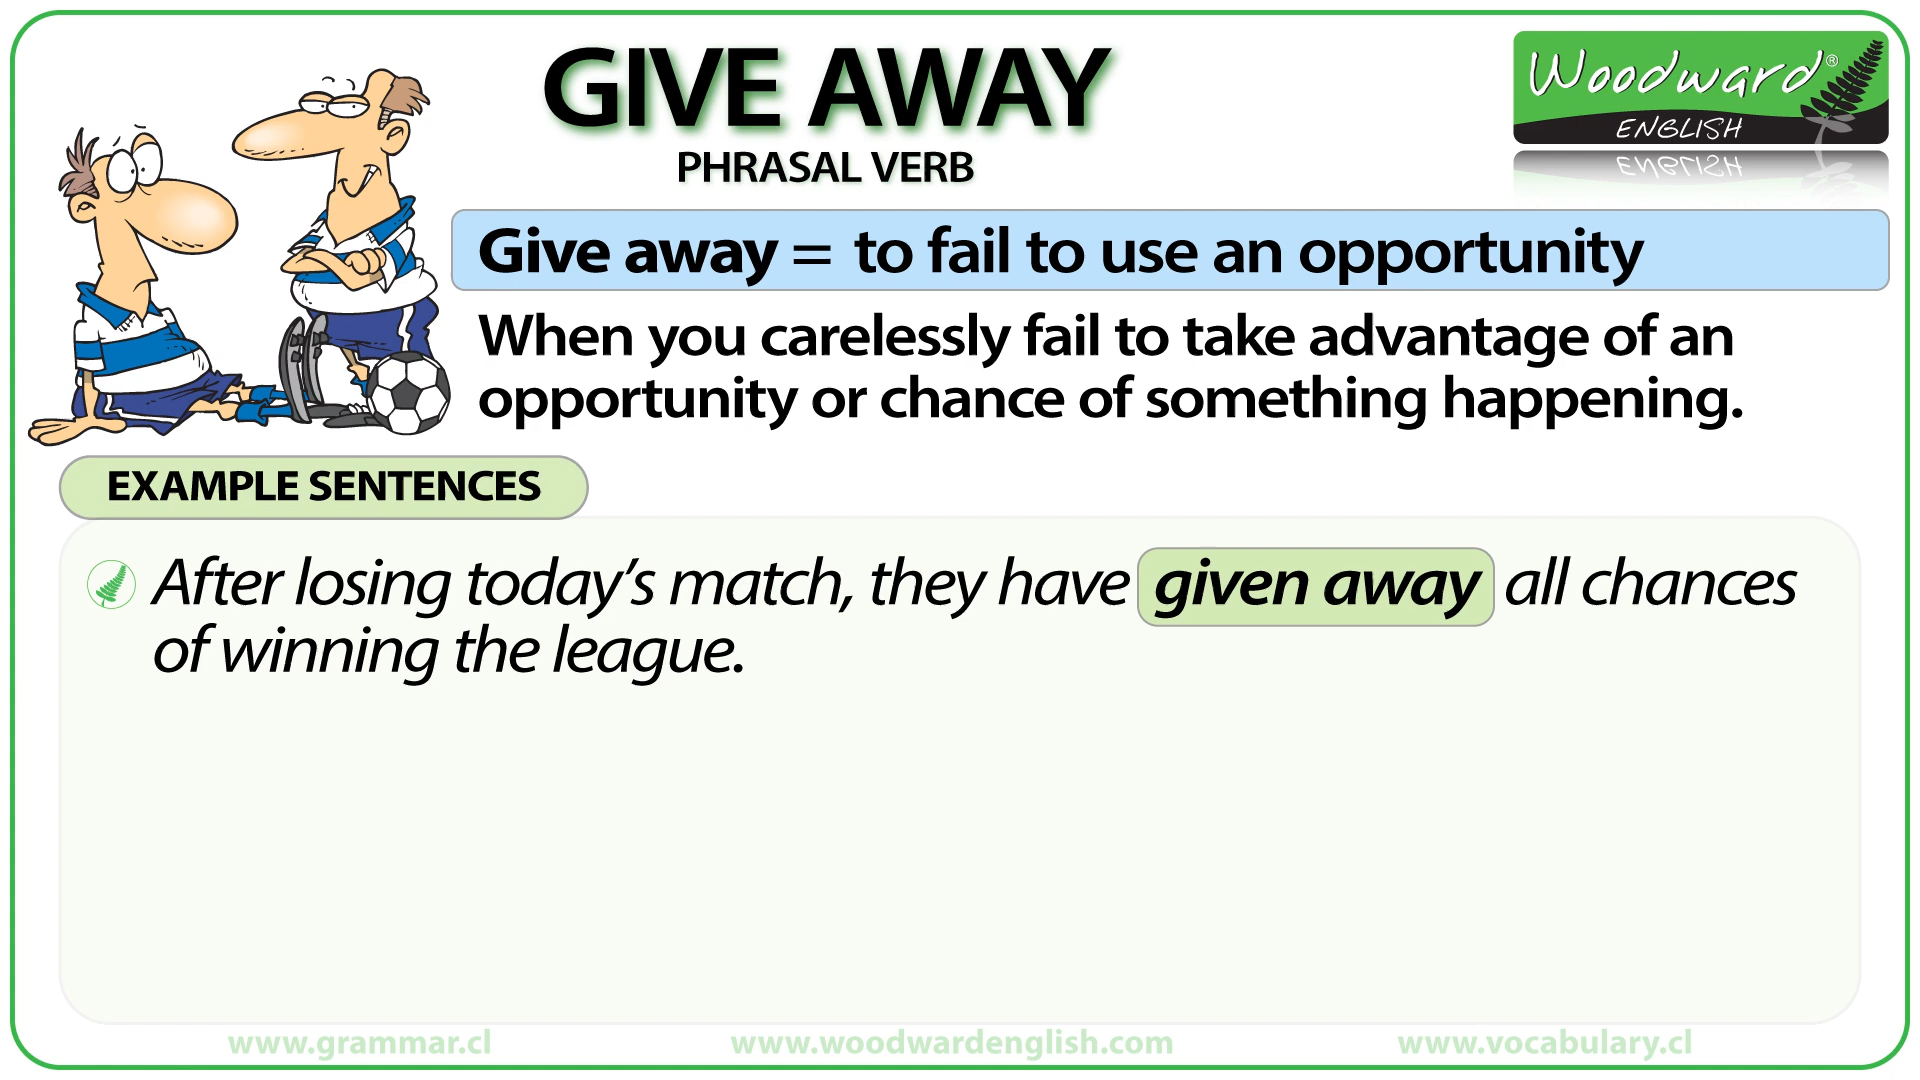 GIVE AWAY
PHRASAL VERB
Woodward®
ENGLISH
Give away = to fail to use an opportunity
When you carelessly fail to take advantage of an
opportunity or chance of something happening.
EXAMPLE SENTENCES
After losing today’s match, they have given away all chances
of winning the league.
www.grammar.cl www.woodwardenglish.com www.vocabulary.cl